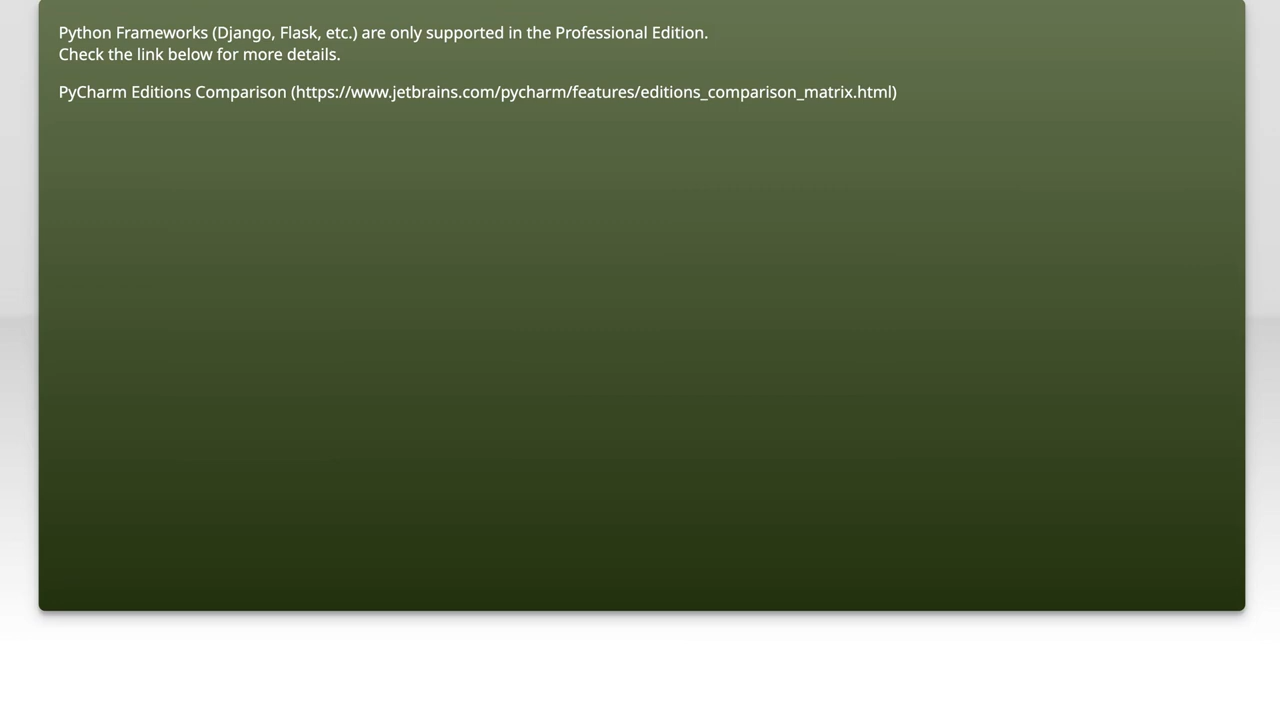 Python Frameworks (Django, Flask, etc.) are only supported in the Professional Edition.
Check the link below for more details.
PyCharm Editions Comparison (https://www.jetbrains.com/pycharm/features/editions_comparison_matrix.html)